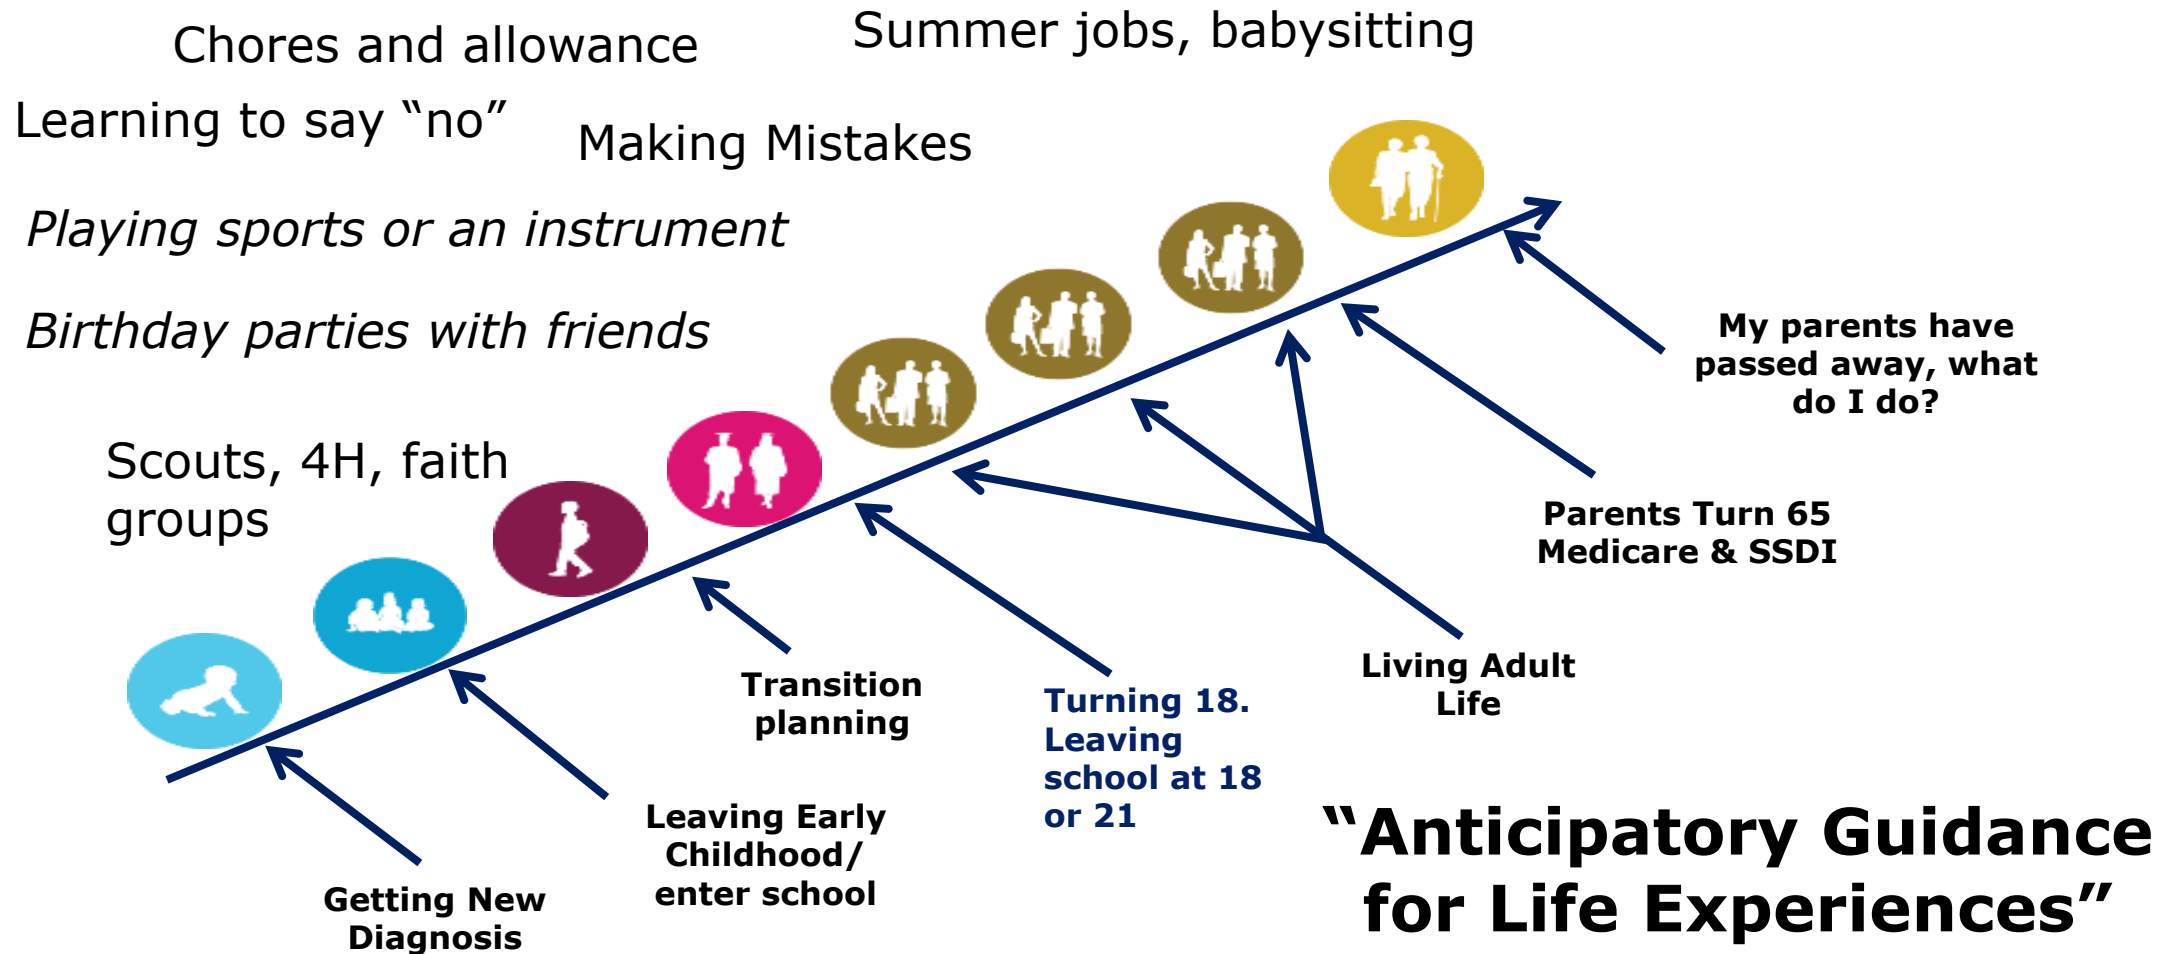 Chores and allowance
Summer jobs, babysitting
Learning to say “no”
Making Mistakes
Playing sports or an instrument
Birthday parties with friends
Scouts, 4H, faith
groups
My parents have
passed away, what
do I do?
Parents Turn 65
Medicare & SSDI
Living Adult
Life
Transition
planning
Turning 18.
Leaving
school at 18
or 21
Leaving Early
Childhood/
enter school
Getting New
Diagnosis
“Anticipatory Guidance
for Life Experiences”